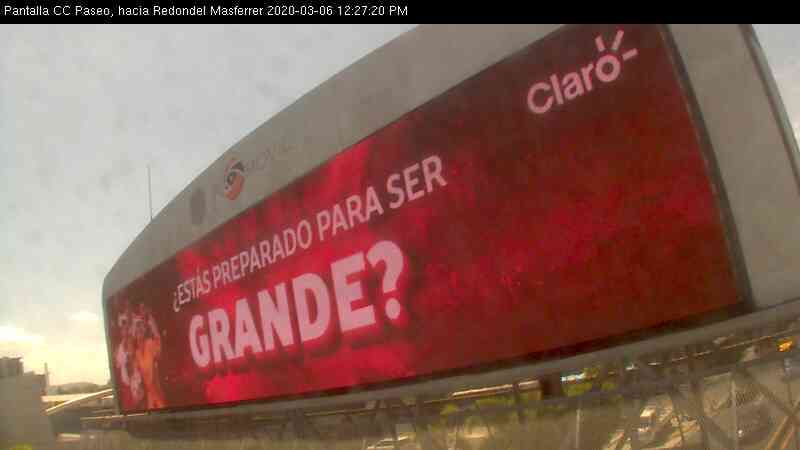 Pantalla CC Paseo, hacia Redondel Masferrer 2020-03-06 12:27:20 PM
Claro
¿ESTÁS PREPARADO PARA SER
GRANDE?